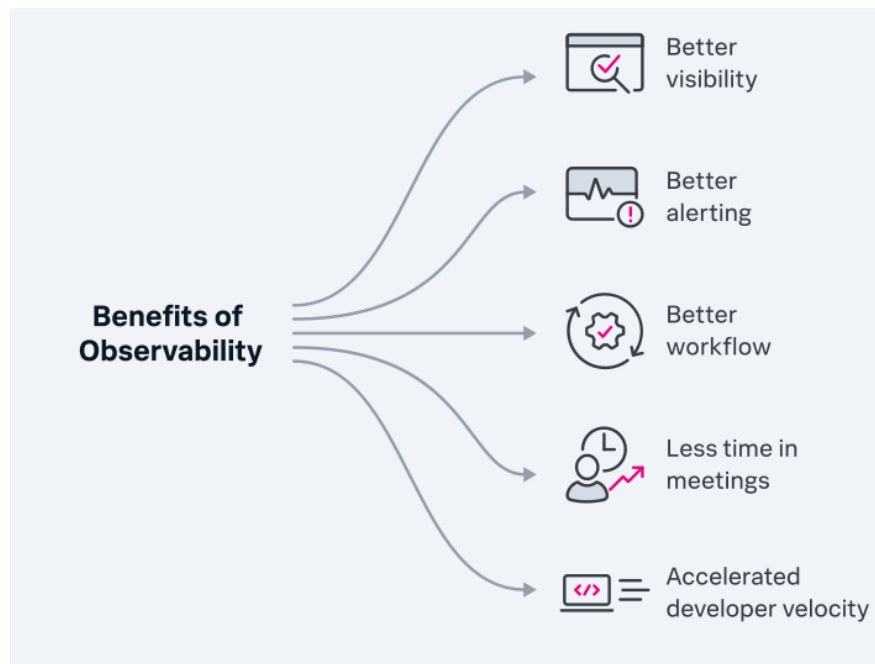 Better
visibility
Better
alerting
Benefits of
Observability
Better
workflow
Less time in
meetings
</>
Accelerated
developer velocity